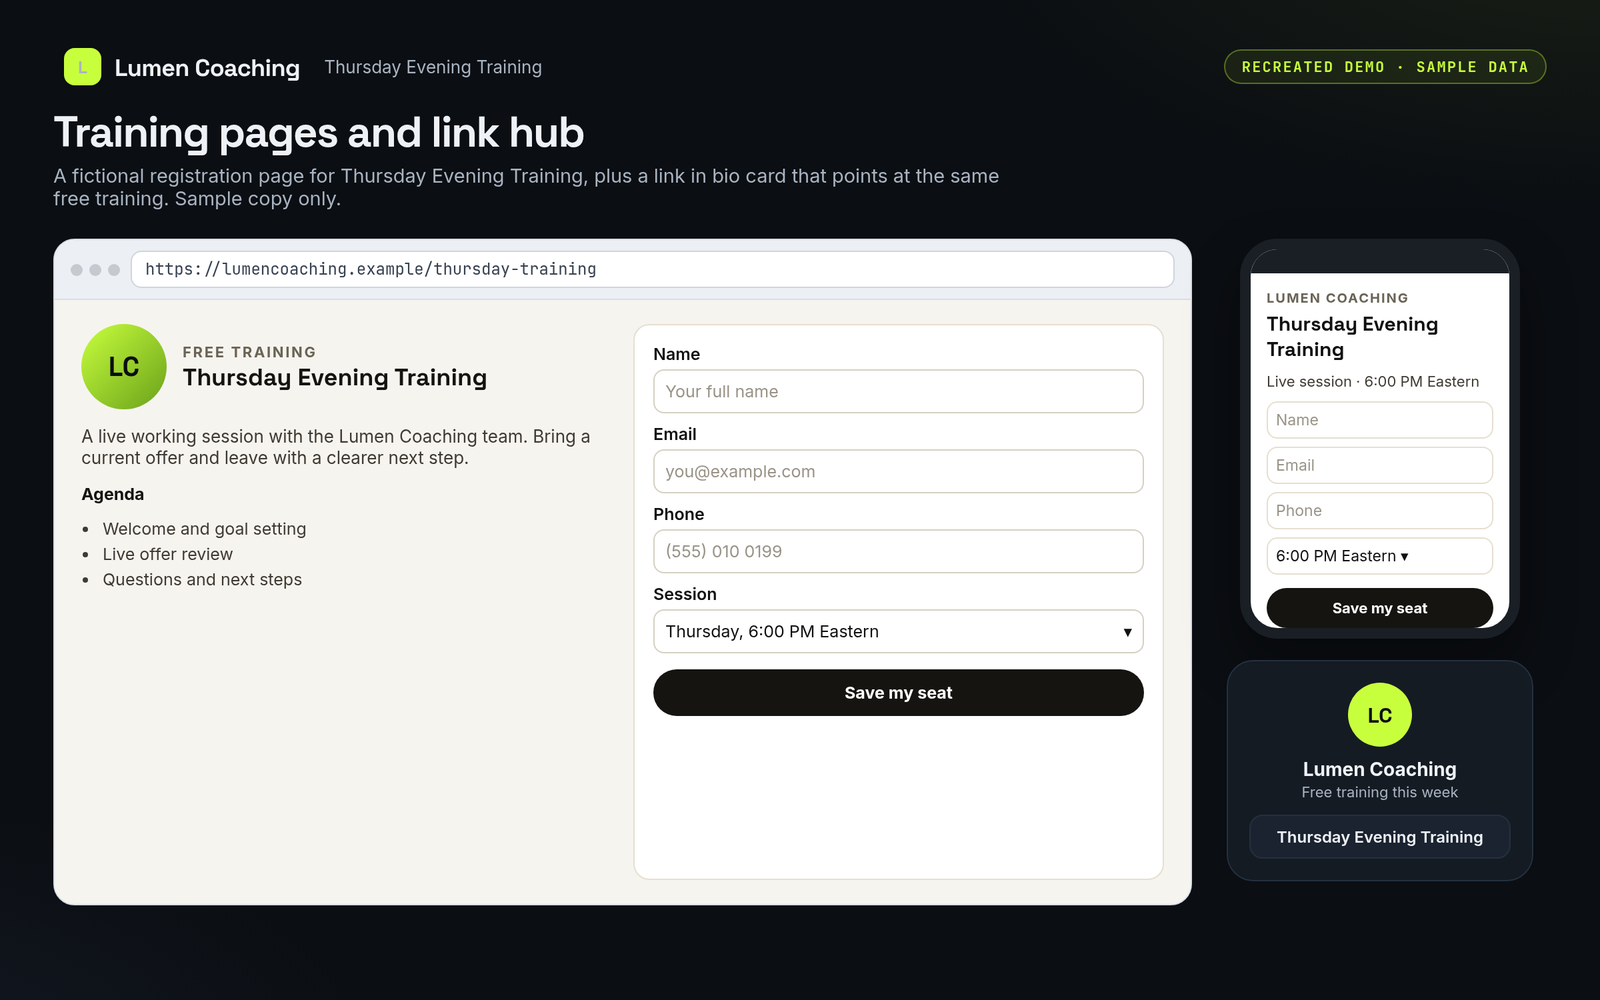 L
Lumen Coaching
Thursday Evening Training
RECREATED DEMO · SAMPLE DATA
Training pages and link hub
A fictional registration page for Thursday Evening Training, plus a link in bio card that points at the same
free training. Sample copy only.
https://lumencoaching.example/thursday-training
LC
FREE TRAINING
Thursday Evening Training
A live working session with the Lumen Coaching team. Bring a
current offer and leave with a clearer next step.
Agenda
• Welcome and goal setting
• Live offer review
• Questions and next steps
Name
Your full name
Email
you@example.com
Phone
(555) 010 0199
Session
Thursday, 6:00 PM Eastern ▾
Save my seat
LUMEN COACHING
Thursday Evening
Training
Live session · 6:00 PM Eastern
Name
Email
Phone
6:00 PM Eastern ▾
Save my seat
LC
Lumen Coaching
Free training this week
Thursday Evening Training